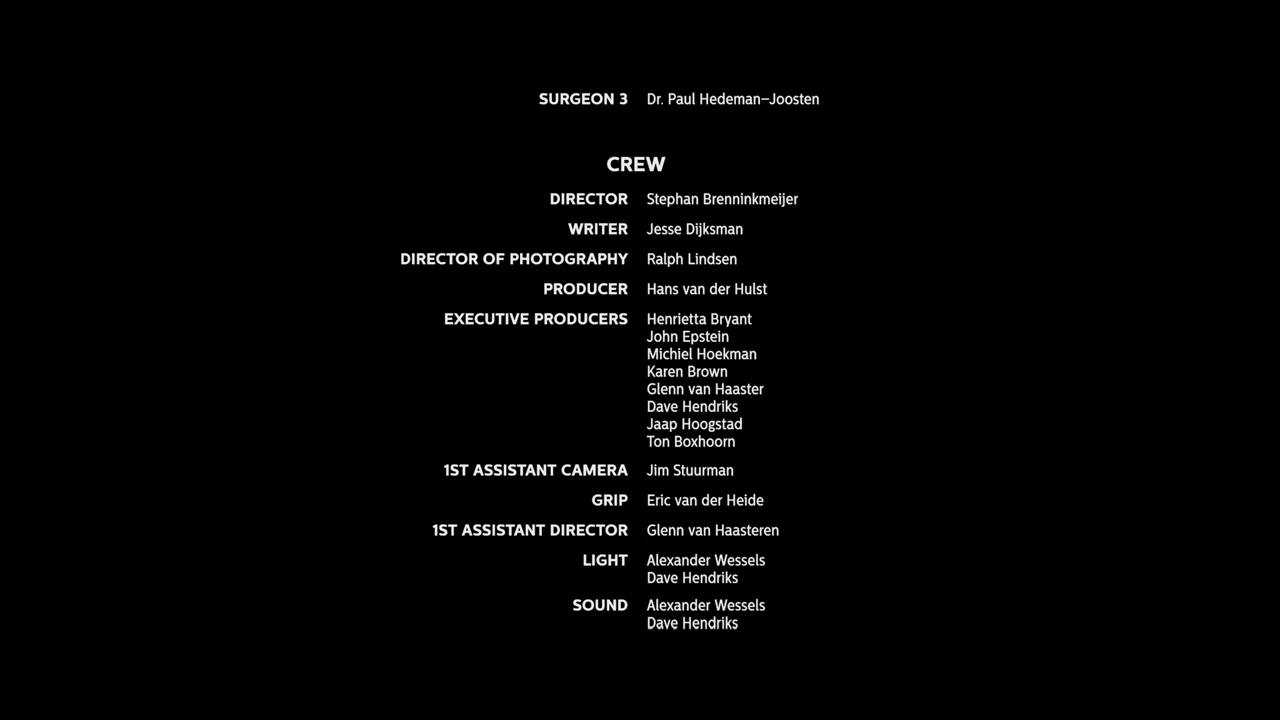 SURGEON 3 Dr. Paul Hedeman–Joosten
CREW
DIRECTOR Stephan Brenninkmeijer
WRITER Jesse Dijksman
DIRECTOR OF PHOTOGRAPHY Ralph Lindsen
PRODUCER Hans van der Hulst
EXECUTIVE PRODUCERS Henrietta Bryant
John Epstein
Michiel Hoekman
Karen Brown
Glenn van Haaster
Dave Hendriks
Jaap Hoogstad
Ton Boxhoorn
1ST ASSISTANT CAMERA Jim Stuurman
GRIP Eric van der Heide
1ST ASSISTANT DIRECTOR Glenn van Haasteren
LIGHT Alexander Wessels
Dave Hendriks
SOUND Alexander Wessels
Dave Hendriks